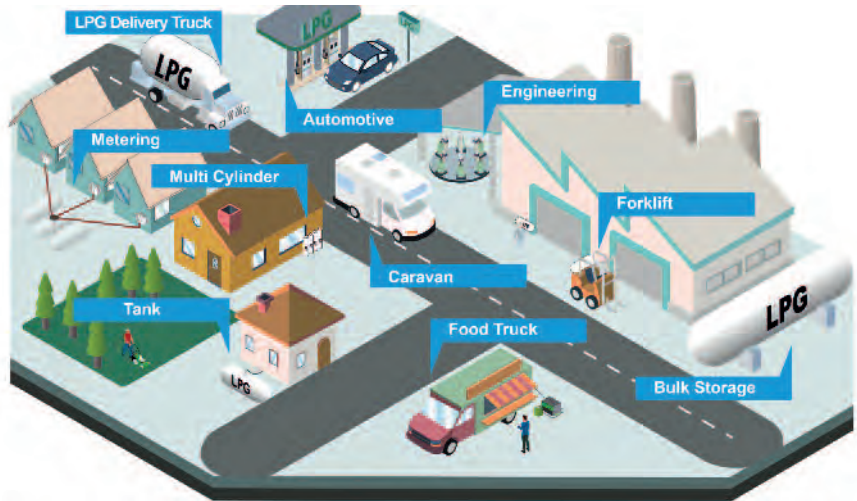 LPG Delivery Truck
LPG
LPG
Automotive
Engineering
Metering
Multi Cylinder
Forklift
Caravan
LPG
Tank
Food Truck
LPG
Bulk Storage